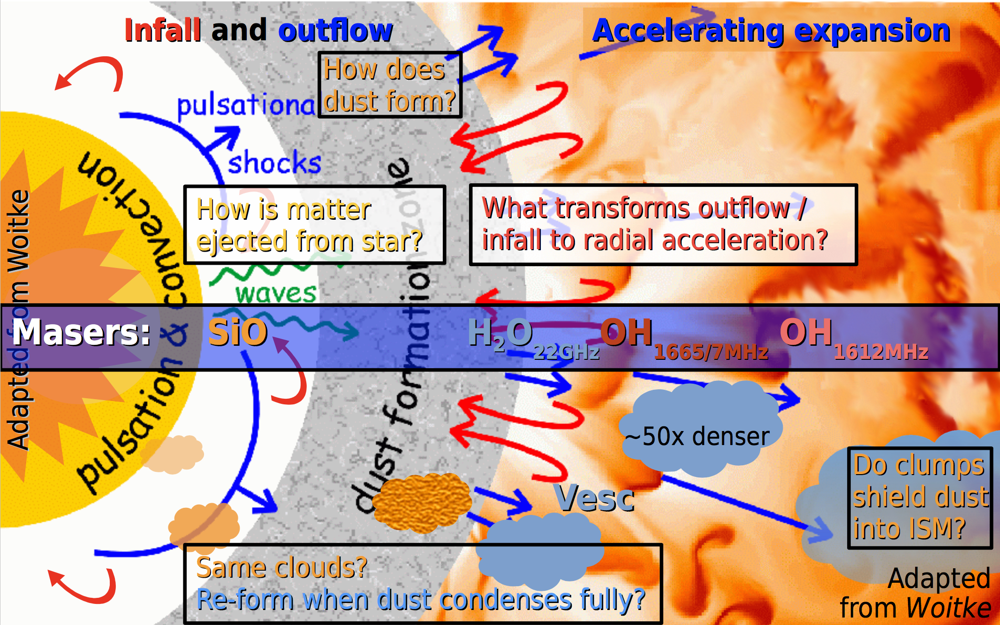 Infall and outflow
Accelerating expansion
How does
dust form?
pulsationa
shocks
How is matter
ejected from star?
What transforms outflow /
infall to radial acceleration?
waves
pulsation & convection
dust formation zone
Adapted from Woitke
Masers: SiO H₂O 22GHz OH 1665/7MHz OH 1612MHz
~50x denser
Do clumps
shield dust
into ISM?
Vesc
Same clouds?
Re-form when dust condenses fully?
Adapted
from Woitke